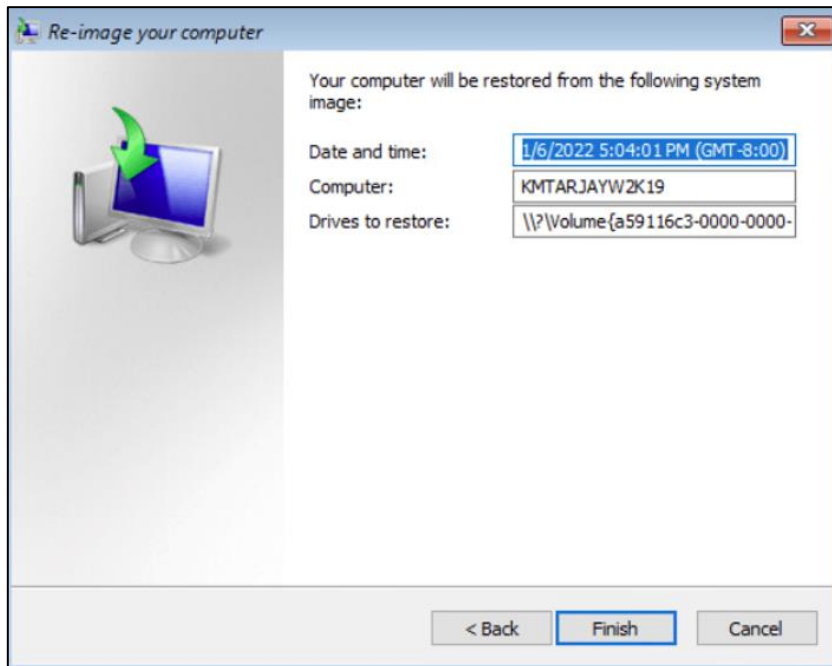 Re-image your computer
Your computer will be restored from the following system
image:
Date and time: 1/6/2022 5:04:01 PM (GMT-8:00)
Computer: KMTARJAYW2K19
Drives to restore: \\?\Volume{a59116c3-0000-0000-
< Back Finish Cancel